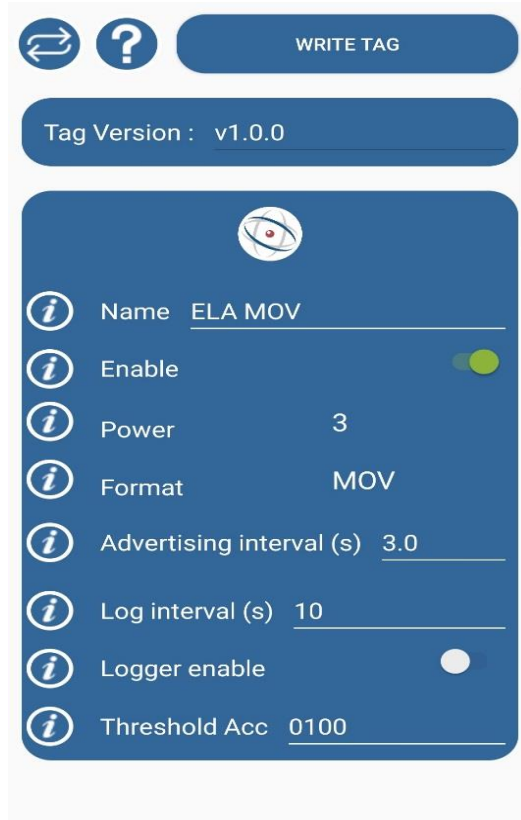 ?
WRITE TAG
Tag Version : v1.0.0
i Name ELA MOV
i Enable
i Power 3
i Format MOV
i Advertising interval (s) 3.0
i Log interval (s) 10
i Logger enable
i Threshold Acc 0100